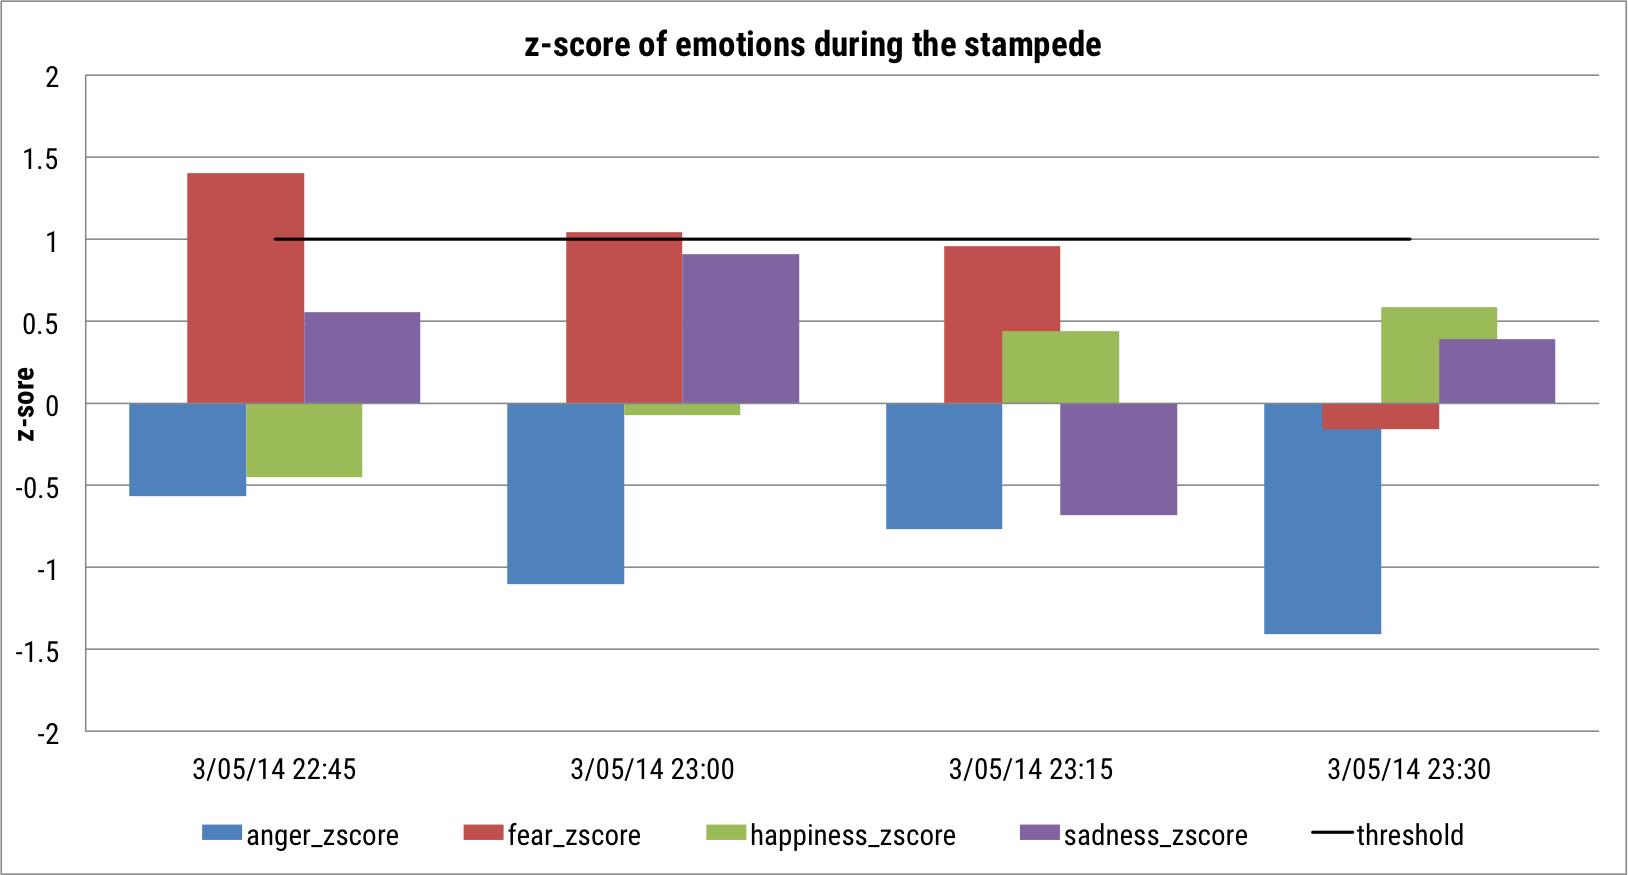 z-score of emotions during the stampede
2
1.5
1
0.5
0
-0.5
-1
-1.5
-2
z-sore
3/05/14 22:45 3/05/14 23:00 3/05/14 23:15 3/05/14 23:30
anger_zscore fear_zscore happiness_zscore sadness_zscore threshold